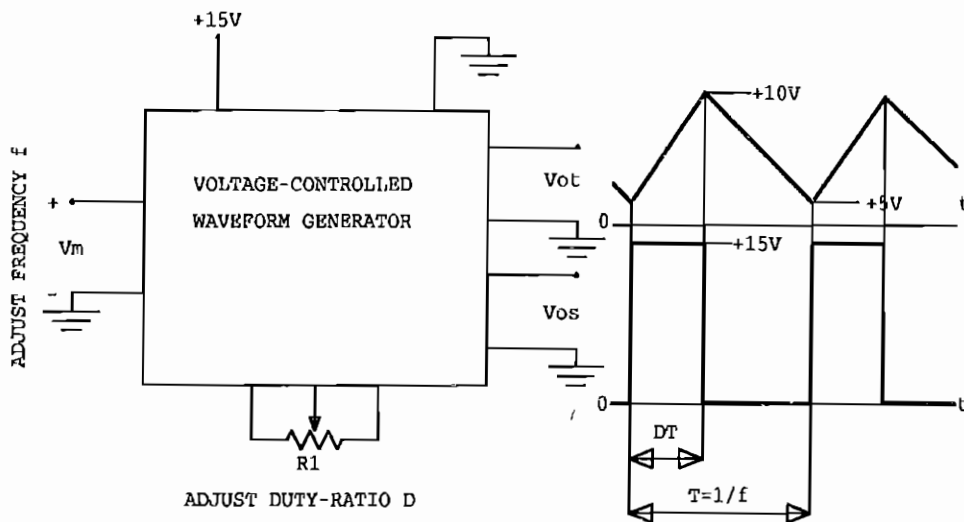 +15V
+10V
VOLTAGE-CONTROLLED
WAVEFORM GENERATOR
ADJUST FREQUENCY f
+
Vm
-
Vot
+5V
t
0
+15V
Vos
0
t
DT
R1
T=1/f
ADJUST DUTY-RATIO D